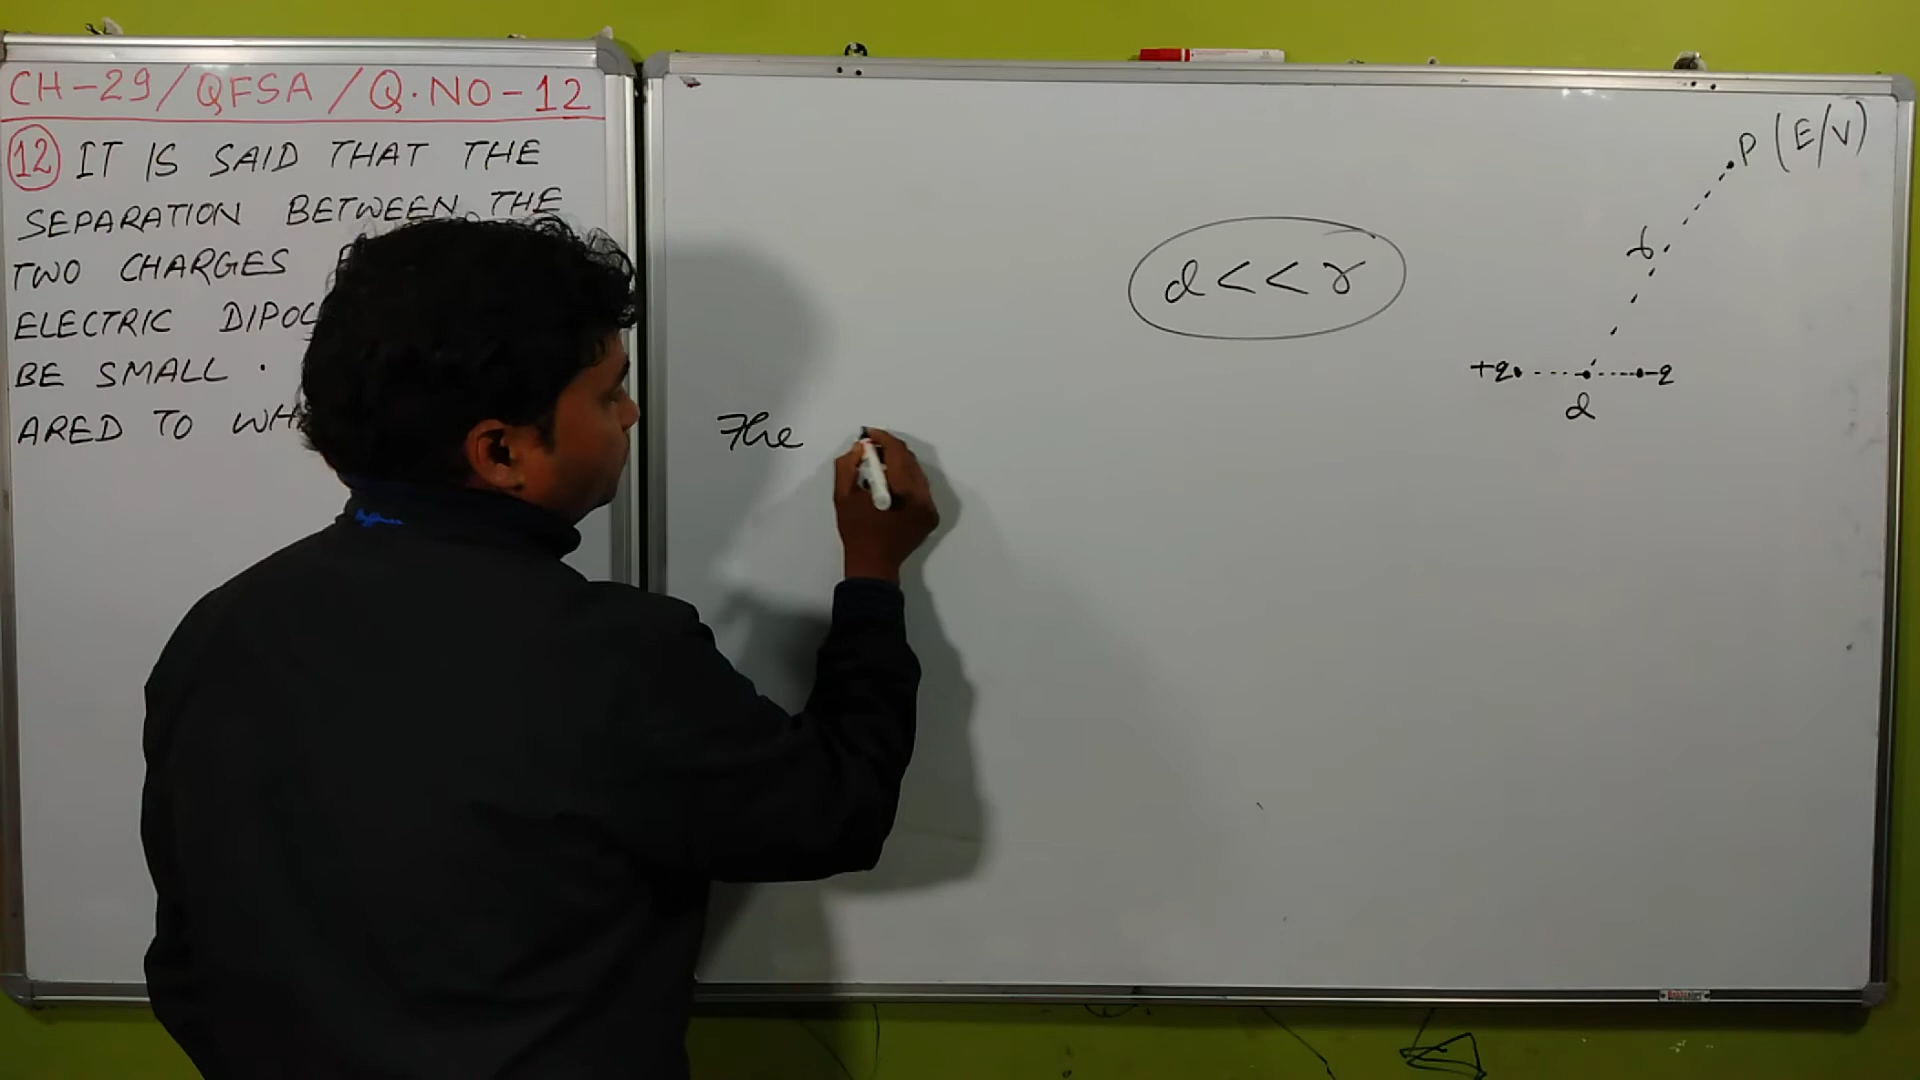 CH-29/QFSA/Q.NO-12
12 IT IS SAID THAT THE
SEPARATION BETWEEN THE
TWO CHARGES
ELECTRIC
BE SMALL.
ARED TO
P (E/V)
r
d<<r
+q -q
d
The